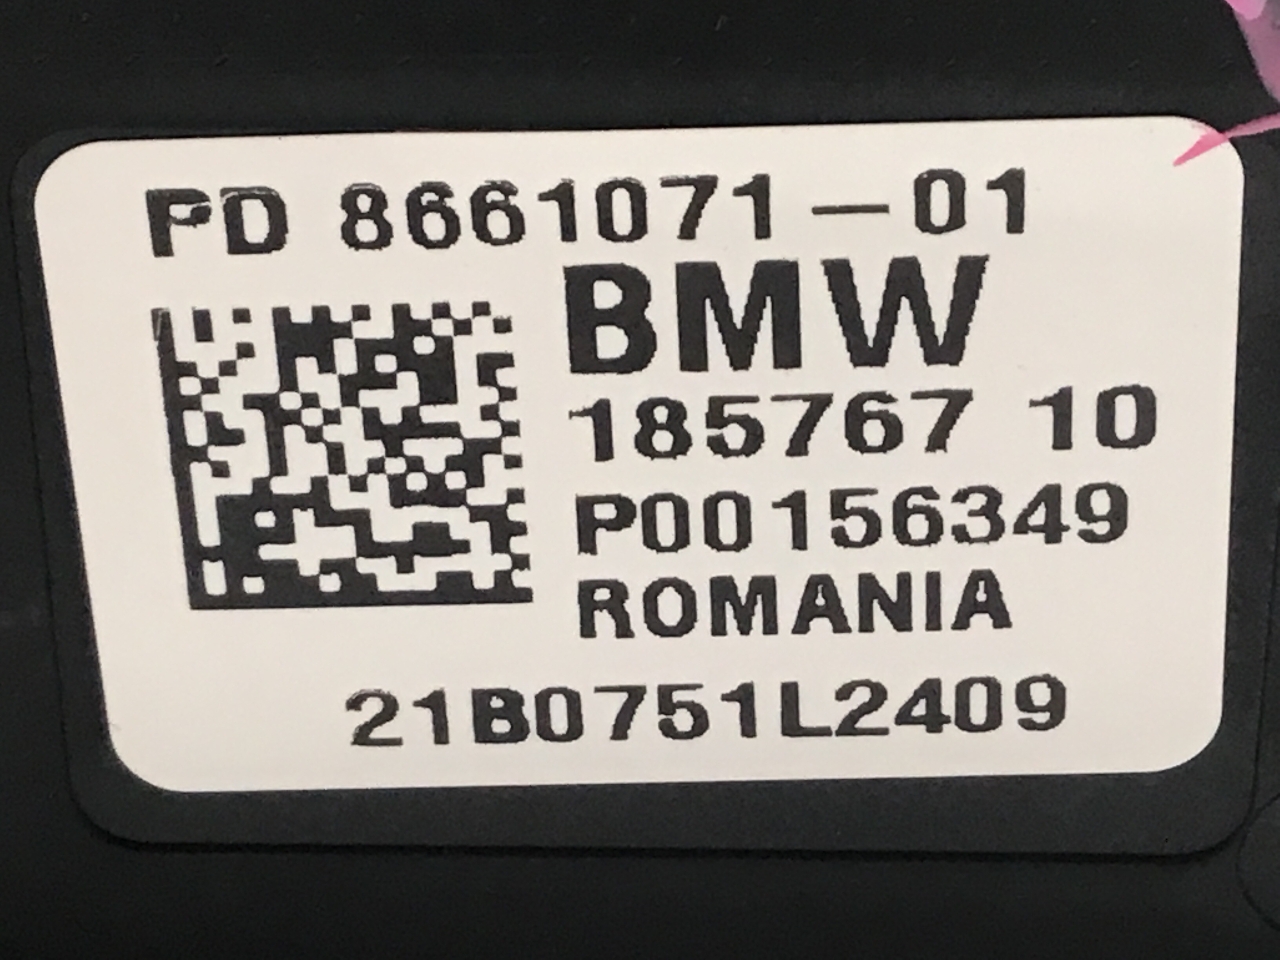 PD 8661071-01
BMW
185767 10
P00156349
ROMANIA
21B0751L2409